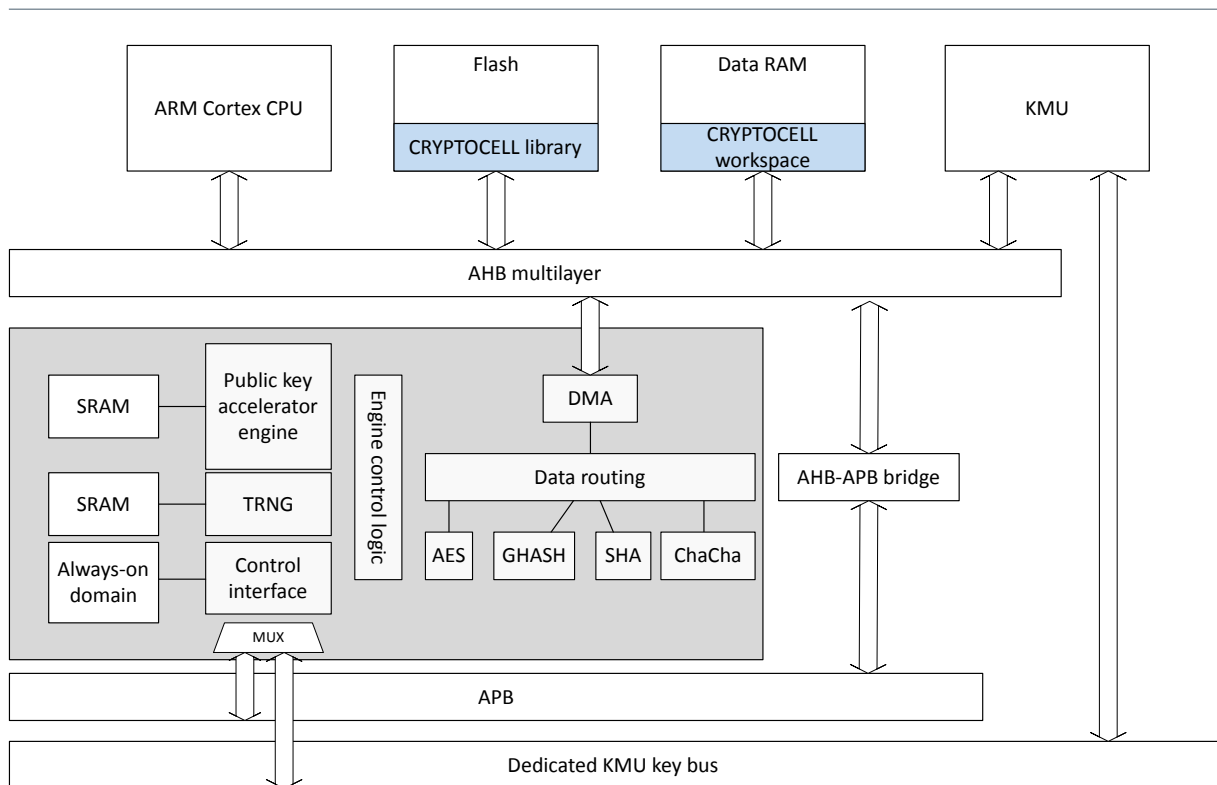 ARM Cortex CPU
Flash
CRYPTOCELL library
Data RAM
CRYPTOCELL
workspace
KMU
AHB multilayer
SRAM
Public key
accelerator
engine
Engine control logic
DMA
SRAM
TRNG
Data routing
AHB-APB bridge
Always-on
domain
Control
interface
AES
GHASH
SHA
ChaCha
MUX
APB
Dedicated KMU key bus